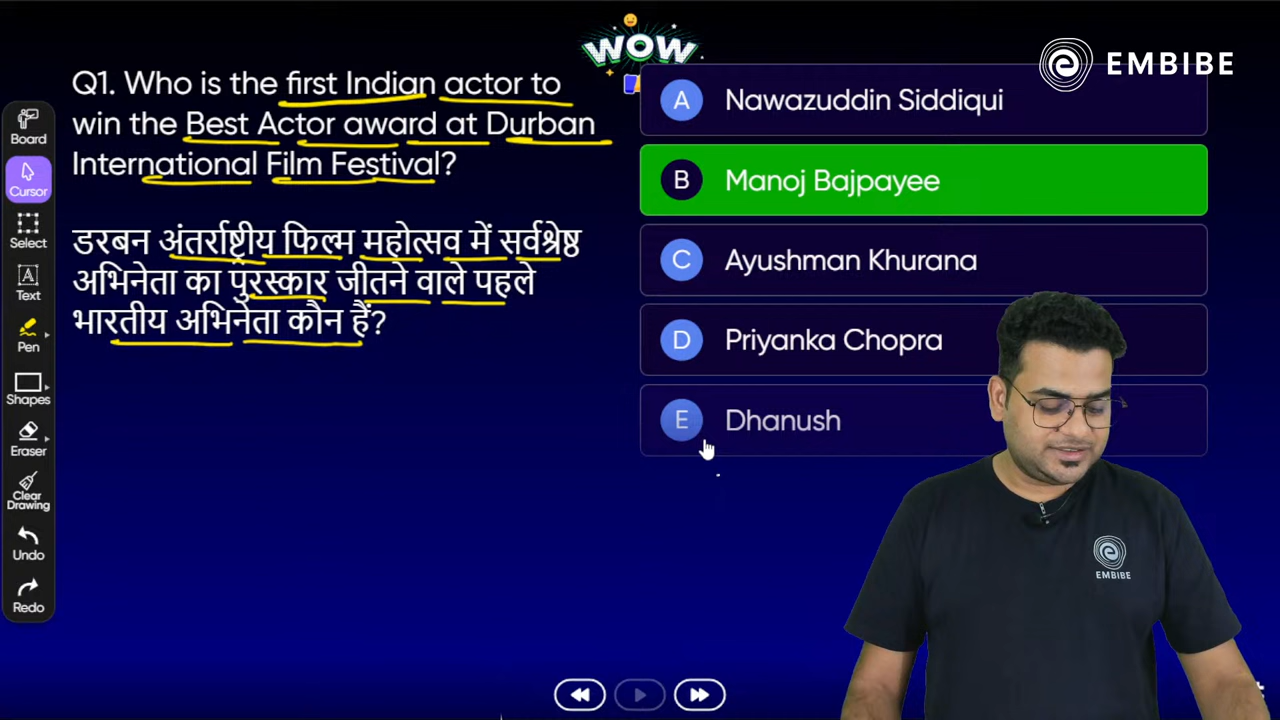 WOW
EMBIBE
Q1. Who is the first Indian actor to
win the Best Actor award at Durban
International Film Festival?
डरबन अंतर्राष्ट्रीय फिल्म महोत्सव में सर्वश्रेष्ठ
अभिनेता का पुरस्कार जीतने वाले पहले
भारतीय अभिनेता कौन हैं?
A Nawazuddin Siddiqui
B Manoj Bajpayee
C Ayushman Khurana
D Priyanka Chopra
E Dhanush
Board
Cursor
Select
Text
Pen
Shapes
Eraser
Clear
Drawing
Undo
Redo
EMBIBE